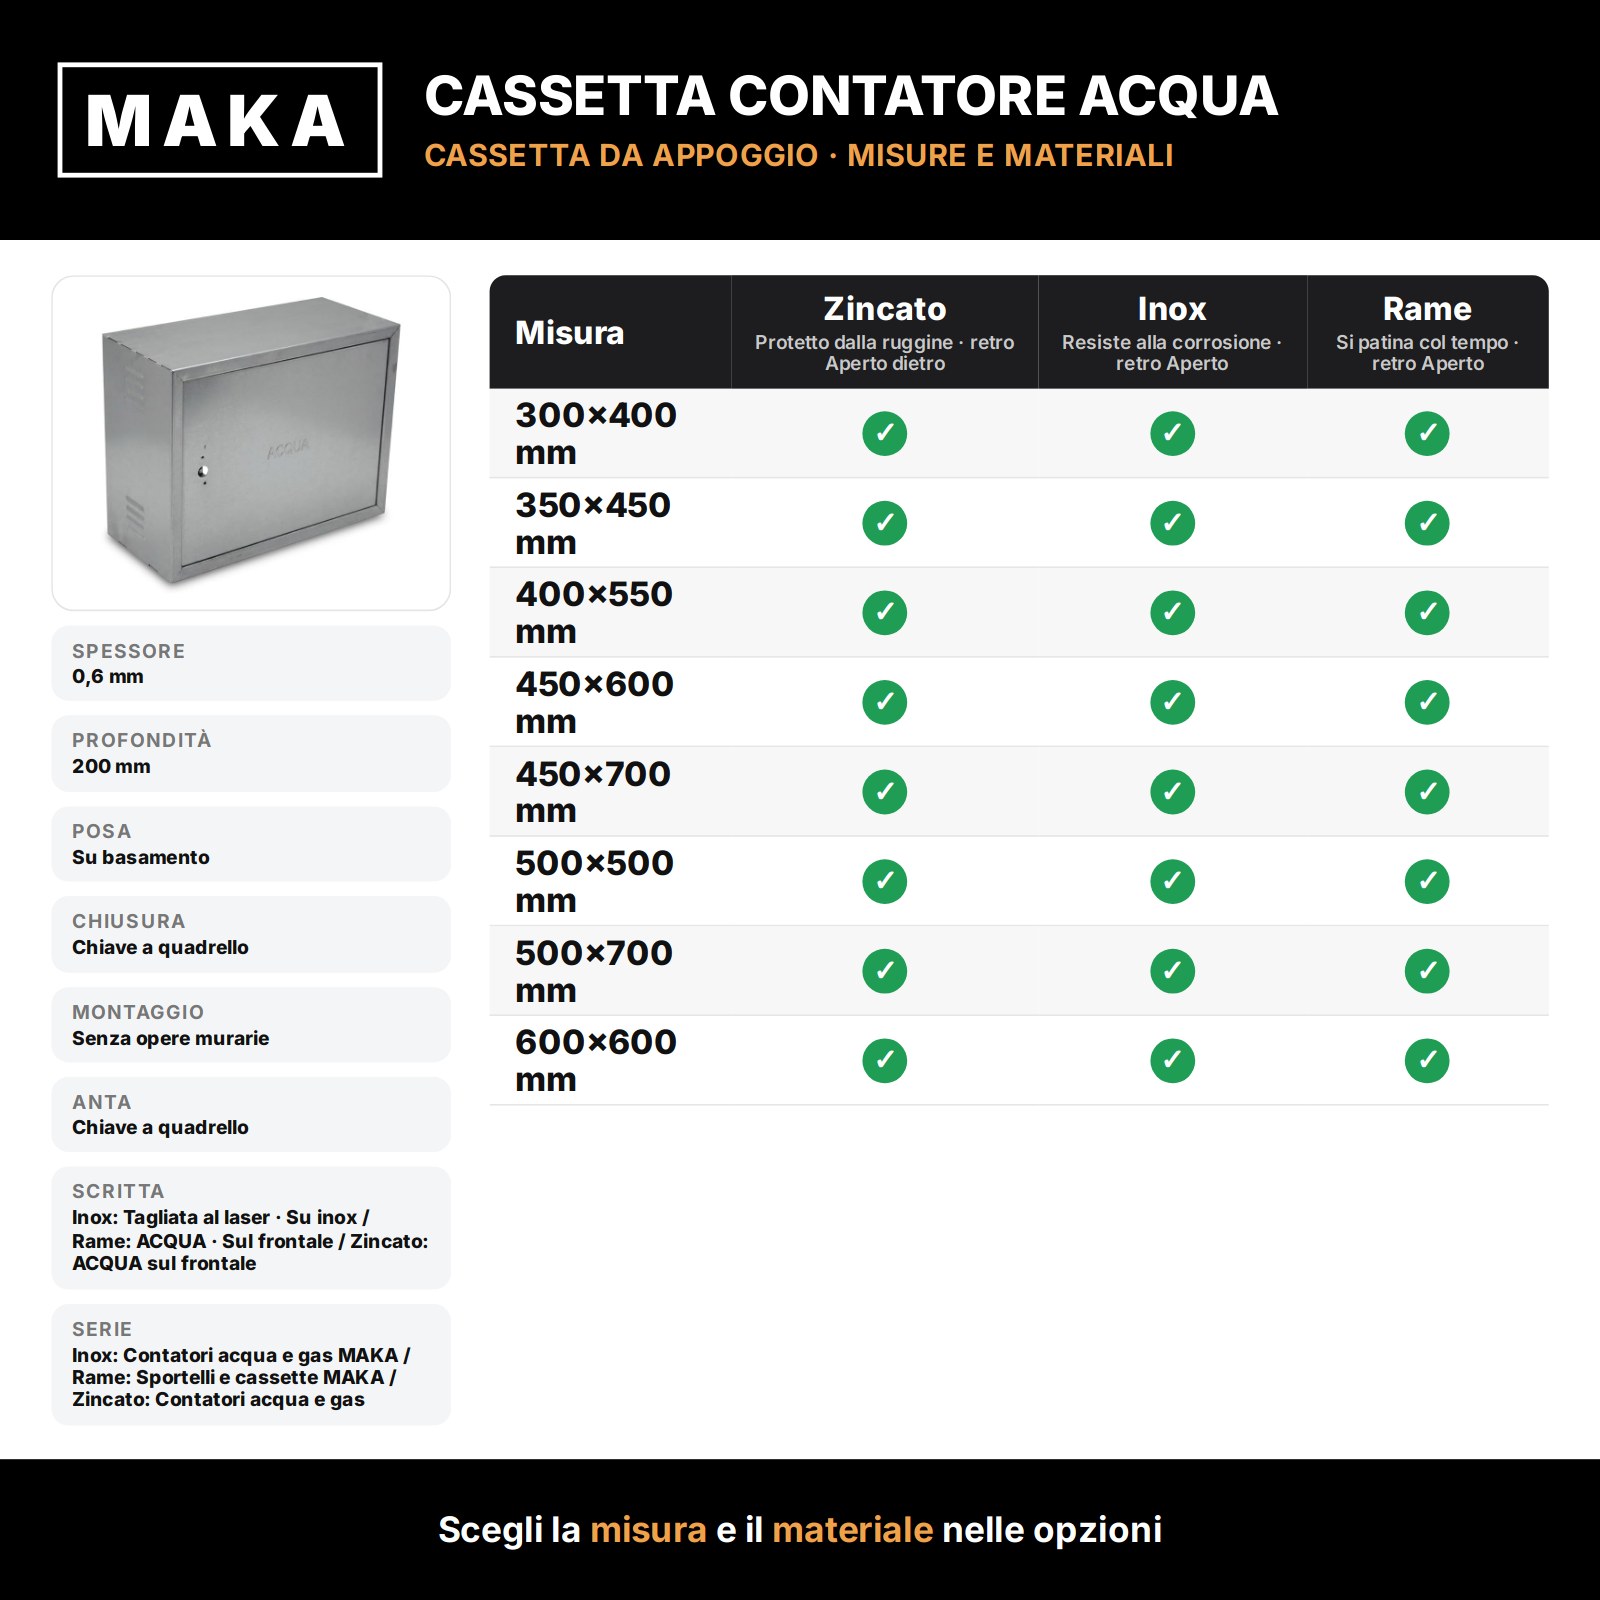 MAKA
CASSETTA CONTATORE ACQUA
CASSETTA DA APPOGGIO · MISURE E MATERIALI
ACQUA
SPESSORE
0,6 mm
PROFONDITÀ
200 mm
POSA
Su basamento
CHIUSURA
Chiave a quadrello
MONTAGGIO
Senza opere murarie
ANTA
Chiave a quadrello
SCRITTA
Inox: Tagliata al laser · Su inox /
Rame: ACQUA · Sul frontale / Zincato:
ACQUA sul frontale
SERIE
Inox: Contatori acqua e gas MAKA /
Rame: Sportelli e cassette MAKA /
Zincato: Contatori acqua e gas
Misura
Zincato
Protetto dalla ruggine · retro
Aperto dietro
Inox
Resiste alla corrosione ·
retro Aperto
Rame
Si patina col tempo ·
retro Aperto
300×400
mm
✓ ✓ ✓
350×450
mm
✓ ✓ ✓
400×550
mm
✓ ✓ ✓
450×600
mm
✓ ✓ ✓
450×700
mm
✓ ✓ ✓
500×500
mm
✓ ✓ ✓
500×700
mm
✓ ✓ ✓
600×600
mm
✓ ✓ ✓
Scegli la misura e il materiale nelle opzioni